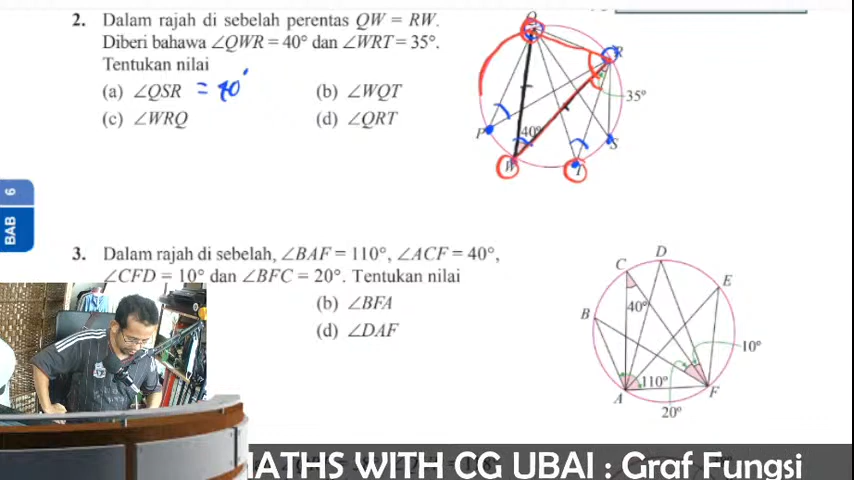 2. Dalam rajah di sebelah perentas QW = RW.
Diberi bahawa ∠QWR = 40° dan ∠WRT = 35°.
Tentukan nilai
(a) ∠QSR = 40° (b) ∠WQT
(c) ∠WRQ (d) ∠QRT
Q
R
35°
P
40°
S
W
T
BAB 6
3. Dalam rajah di sebelah, ∠BAF = 110°, ∠ACF = 40°,
∠CFD = 10° dan ∠BFC = 20°. Tentukan nilai
(b) ∠BFA
(d) ∠DAF
D
C
E
40°
B
10°
110°
A
F
20°
MATHS WITH CG UBAI : Graf Fungsi